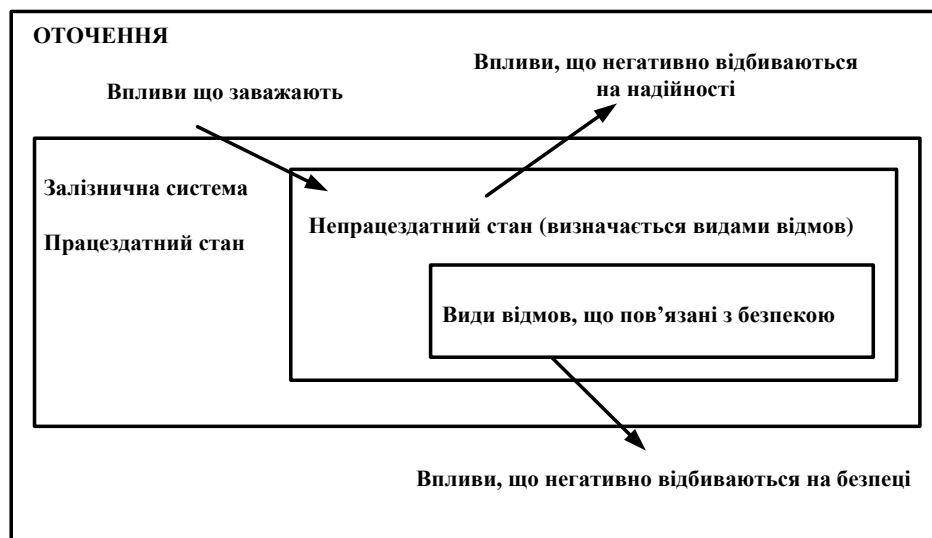 ОТОЧЕННЯ
Впливи, що негативно відбиваються
на надійності
Впливи що заважають
Залізнична система
Працездатний стан
Непрацездатний стан (визначається видами відмов)
Види відмов, що пов’язані з безпекою
Впливи, що негативно відбиваються на безпеці